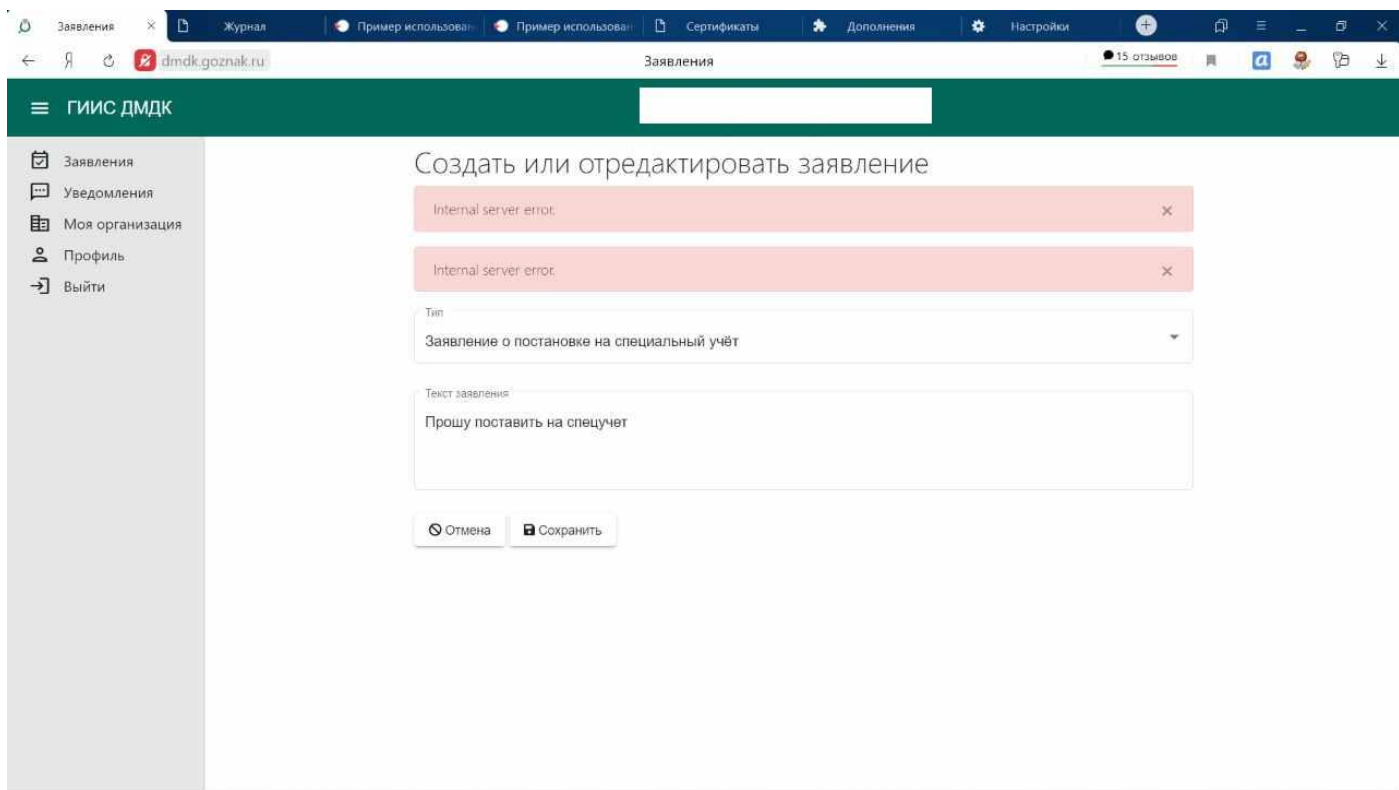 Заявления
Журнал
Пример использован
Пример использован
Сертификаты
Дополнения
Настройки
Я
dmdk.goznak.ru
Заявления
15 отзывов
ГИИС ДМДК
Заявления
Уведомления
Моя организация
Профиль
Выйти
Создать или отредактировать заявление
Internal server error.
Internal server error.
Тип
Заявление о постановке на специальный учёт
Текст заявления
Прошу поставить на спецучет
Отмена
Сохранить